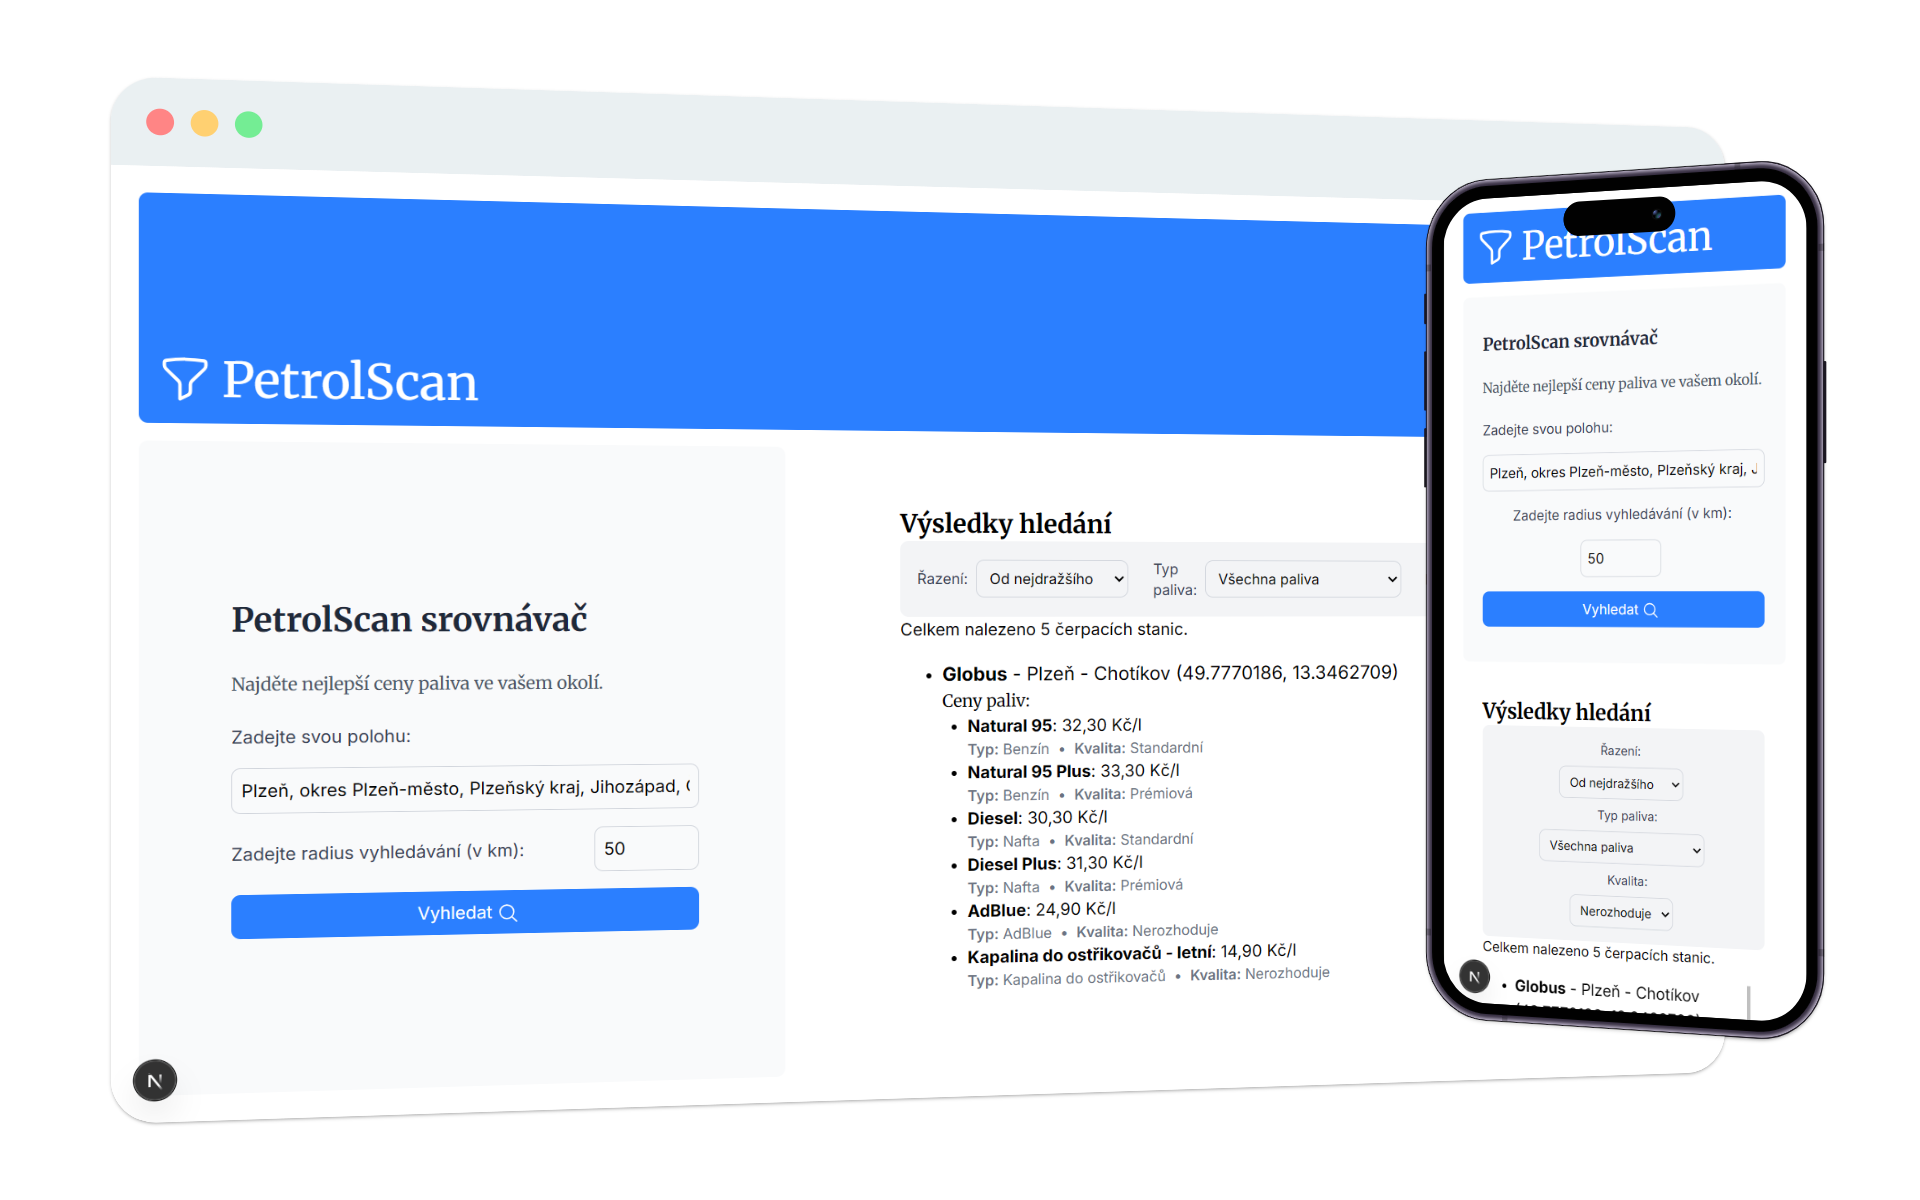 PetrolScan
PetrolScan srovnávač
Najděte nejlepší ceny paliva ve vašem okolí.
Zadejte svou polohu:
Plzeň, okres Plzeň-město, Plzeňský kraj, Jihozápad,
Zadejte radius vyhledávání (v km):
50
Vyhledat
N
Výsledky hledání
Řazení:
Od nejdražšího
Typ
paliva:
Všechna paliva
Celkem nalezeno 5 čerpacích stanic.
• Globus - Plzeň - Chotíkov (49.7770186, 13.3462709)
Ceny paliv:
• Natural 95: 32,30 Kč/l
Typ: Benzín • Kvalita: Standardní
• Natural 95 Plus: 33,30 Kč/l
Typ: Benzín • Kvalita: Prémiová
• Diesel: 30,30 Kč/l
Typ: Nafta • Kvalita: Standardní
• Diesel Plus: 31,30 Kč/l
Typ: Nafta • Kvalita: Prémiová
• AdBlue: 24,90 Kč/l
Typ: AdBlue • Kvalita: Nerozhoduje
• Kapalina do ostřikovačů - letní: 14,90 Kč/l
Typ: Kapalina do ostřikovačů • Kvalita: Nerozhoduje
PetrolScan
PetrolScan srovnávač
Najděte nejlepší ceny paliva ve vašem okolí.
Zadejte svou polohu:
Plzeň, okres Plzeň-město, Plzeňský kraj, J
Zadejte radius vyhledávání (v km):
50
Vyhledat
Výsledky hledání
Řazení:
Od nejdražšího
Typ paliva:
Všechna paliva
Kvalita:
Nerozhoduje
Celkem nalezeno 5 čerpacích stanic.
N
• Globus - Plzeň - Chotíkov